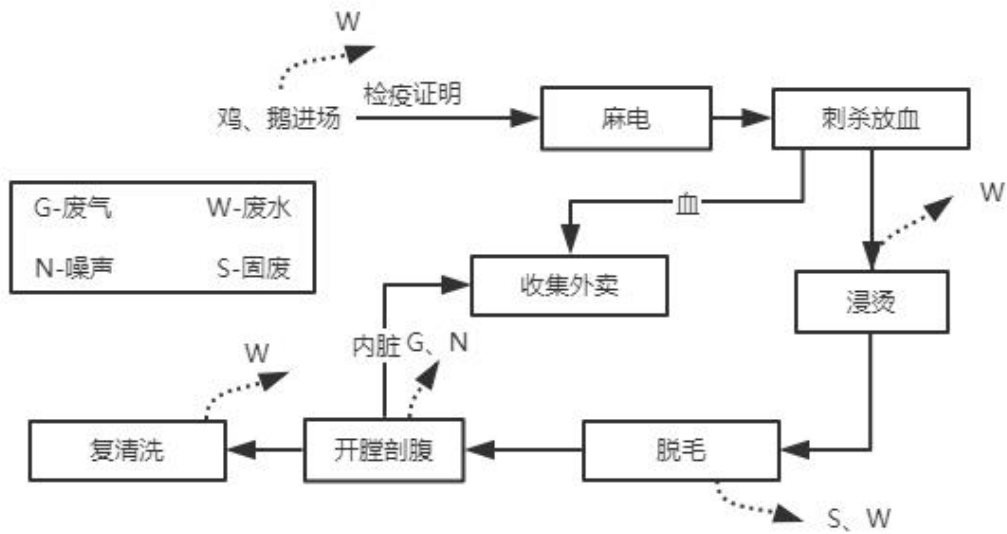 W
检疫证明
鸡、鹅进场
麻电
刺杀放血
G-废气 W-废水
N-噪声 S-固废
血
W
收集外卖
浸烫
内脏
G、N
W
复清洗
开膛剖腹
脱毛
S、W